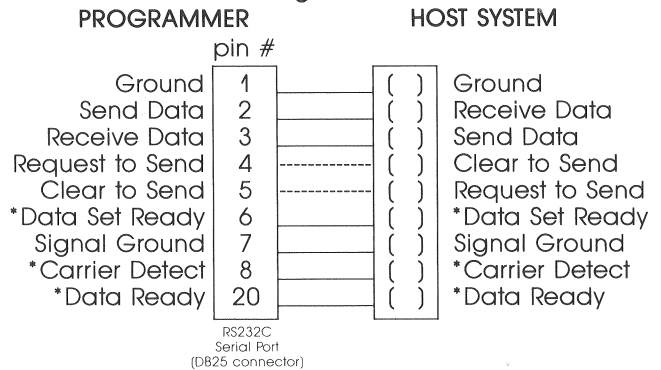 PROGRAMMER HOST SYSTEM
pin #
Ground 1 ( ) Ground
Send Data 2 ( ) Receive Data
Receive Data 3 ( ) Send Data
Request to Send 4 ( ) Clear to Send
Clear to Send 5 ( ) Request to Send
*Data Set Ready 6 ( ) *Data Set Ready
Signal Ground 7 ( ) Signal Ground
*Carrier Detect 8 ( ) *Carrier Detect
*Data Ready 20 ( ) *Data Ready
RS232C
Serial Port
(DB25 connector)